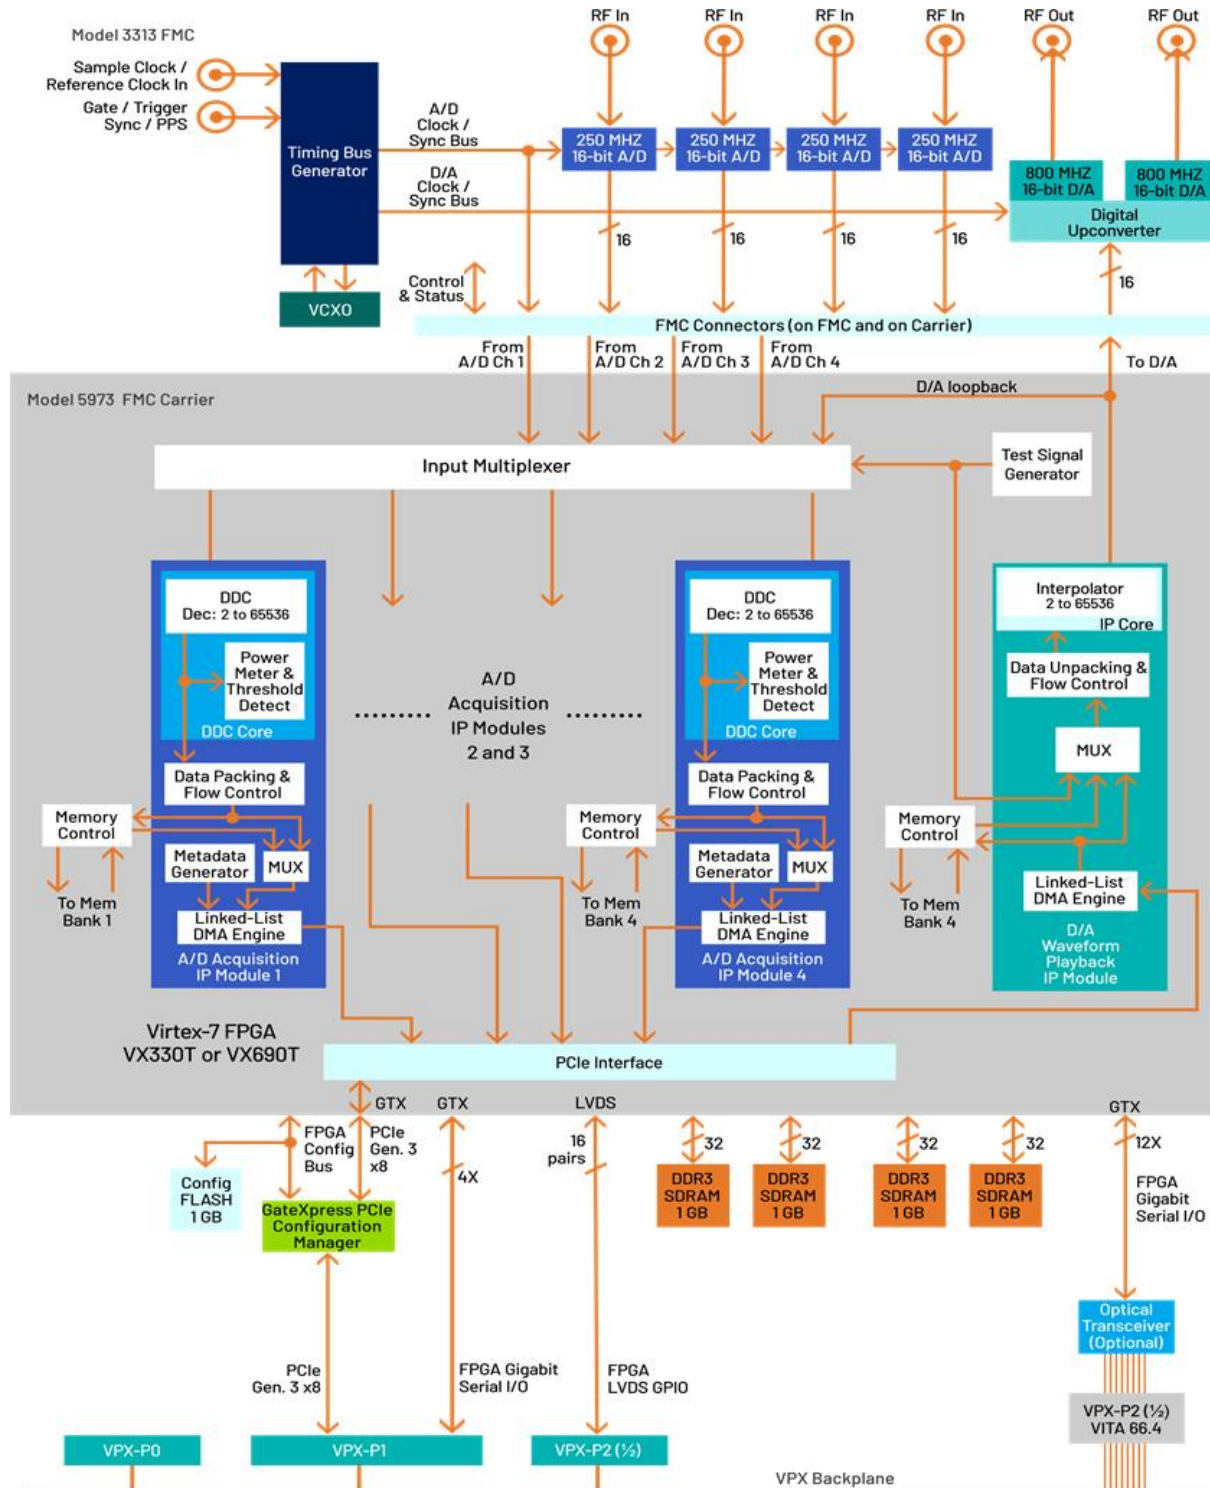 Model 3313 FMC
RF In
RF In
RF In
RF In
RF Out
RF Out
Sample Clock /
Reference Clock In
Gate / Trigger
Sync / PPS
Timing Bus
Generator
VCXO
A/D
Clock /
Sync Bus
D/A
Clock /
Sync Bus
250 MHZ
16-bit A/D
250 MHZ
16-bit A/D
250 MHZ
16-bit A/D
250 MHZ
16-bit A/D
800 MHZ
16-bit D/A
800 MHZ
16-bit D/A
Digital
Upconverter
16
16
16
16
16
Control
& Status
FMC Connectors (on FMC and on Carrier)
From
A/D Ch 1
From
A/D Ch 2
From
A/D Ch 3
From
A/D Ch 4
To D/A
Model 5973 FMC Carrier
D/A loopback
Input Multiplexer
Test Signal
Generator
DDC
Dec: 2 to 65536
Power
Meter &
Threshold
Detect
DDC Core
Data Packing &
Flow Control
Memory
Control
Metadata
Generator
MUX
To Mem
Bank 1
Linked-List
DMA Engine
A/D Acquisition
IP Module 1
A/D
Acquisition
IP Modules
2 and 3
DDC
Dec: 2 to 65536
Power
Meter &
Threshold
Detect
DDC Core
Data Packing &
Flow Control
Memory
Control
Metadata
Generator
MUX
To Mem
Bank 4
Linked-List
DMA Engine
A/D Acquisition
IP Module 4
Interpolator
2 to 65536
IP Core
Data Unpacking &
Flow Control
MUX
Memory
Control
To Mem
Bank 4
Linked-List
DMA Engine
D/A
Waveform
Playback
IP Module
Virtex-7 FPGA
VX330T or VX690T
PCIe Interface
GTX
GTX
LVDS
GTX
FPGA
Config
Bus
PCIe
Gen. 3
x8
4X
16
pairs
32
32
32
32
12X
Config
FLASH
1 GB
GateXpress PCIe
Configuration
Manager
DDR3
SDRAM
1 GB
DDR3
SDRAM
1 GB
DDR3
SDRAM
1 GB
DDR3
SDRAM
1 GB
FPGA
Gigabit
Serial I/O
Optical
Transceiver
(Optional)
PCIe
Gen. 3 x8
FPGA Gigabit
Serial I/O
FPGA
LVDS GPIO
VPX-P2 (½)
VITA 66.4
VPX-P0
VPX-P1
VPX-P2 (½)
VPX Backplane